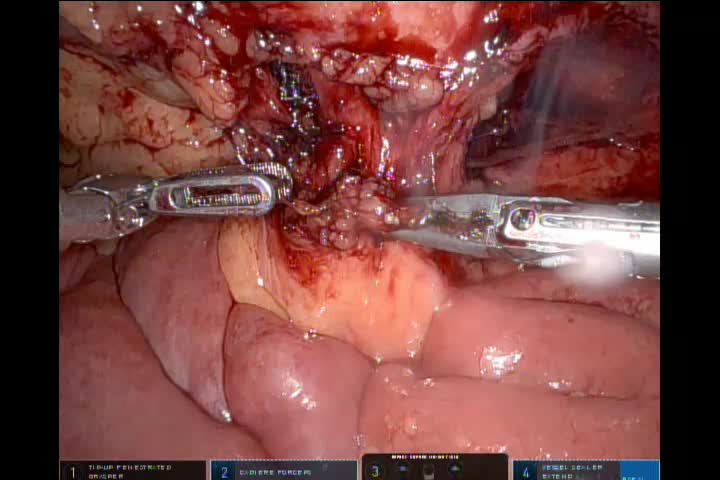 1 TIP-UP FENESTRATED
GRASPER
2 CADIERE FORCEPS
3
4 VESSEL SEALER
EXTEND